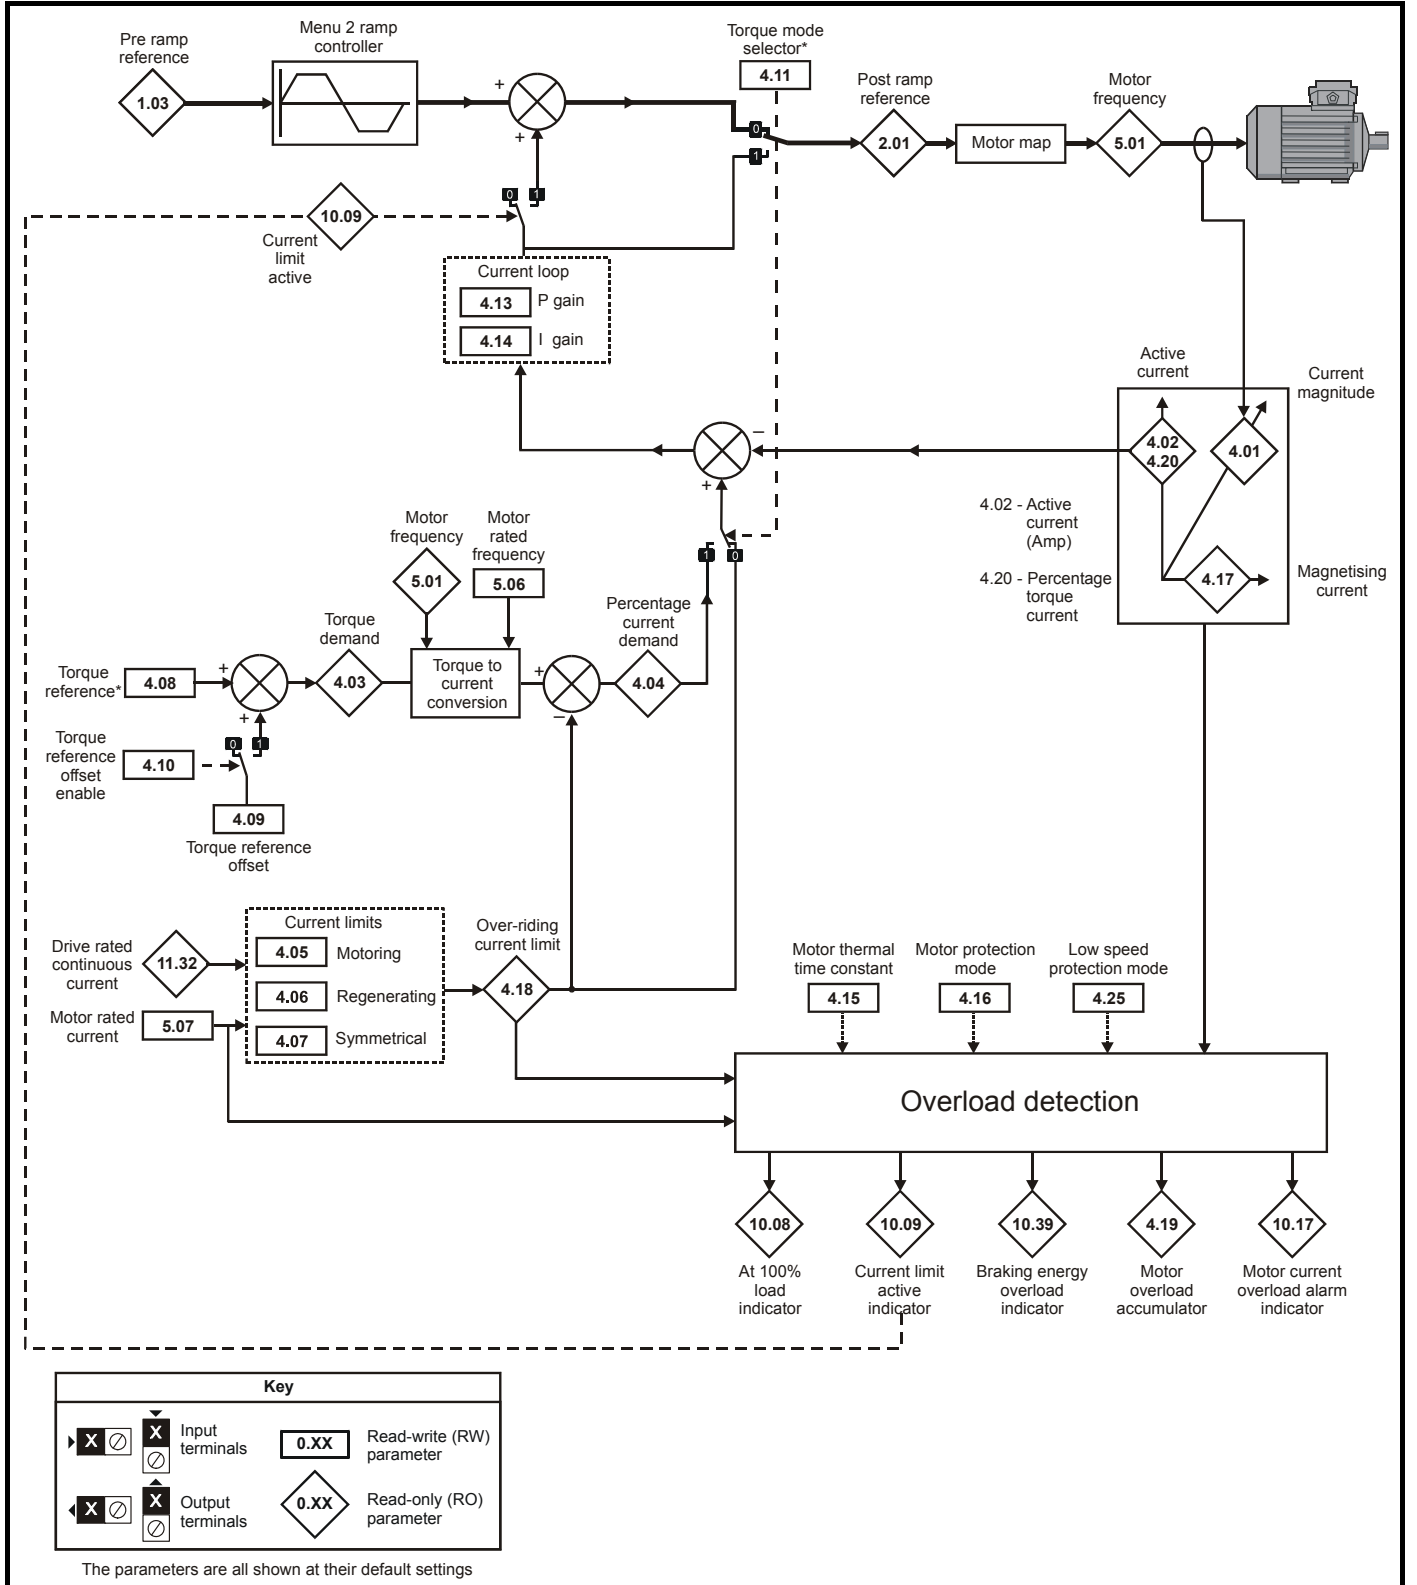 Pre ramp
reference
1.03
Menu 2 ramp
controller
+
+
Torque mode
selector*
4.11
0
1
Post ramp
reference
2.01
Motor map
Motor
frequency
5.01
0
1
10.09
Current
limit
active
Current loop
4.13
P gain
4.14
I gain
Active
current
Current
magnitude
4.02
4.20
4.01
4.17
Magnetising
current
4.02 - Active
current
(Amp)
4.20 - Percentage
torque
current
–
+
1
0
Motor
frequency
5.01
Motor
rated
frequency
5.06
Torque
reference*
4.08
+
+
Torque
demand
4.03
Torque to
current
conversion
+
–
Percentage
current
demand
4.04
Torque
reference
offset
enable
4.10
0
1
4.09
Torque reference
offset
Drive rated
continuous
current
11.32
Motor rated
current
5.07
Current limits
4.05
Motoring
4.06
Regenerating
4.07
Symmetrical
Over-riding
current limit
4.18
Motor thermal
time constant
4.15
Motor protection
mode
4.16
Low speed
protection mode
4.25
Overload detection
10.08
At 100%
load
indicator
10.09
Current limit
active
indicator
10.39
Braking energy
overload
indicator
4.19
Motor
overload
accumulator
10.17
Motor current
overload alarm
indicator
Key
X
X
Input
terminals
0.XX
Read-write (RW)
parameter
X
X
Output
terminals
0.XX
Read-only (RO)
parameter
The parameters are all shown at their default settings